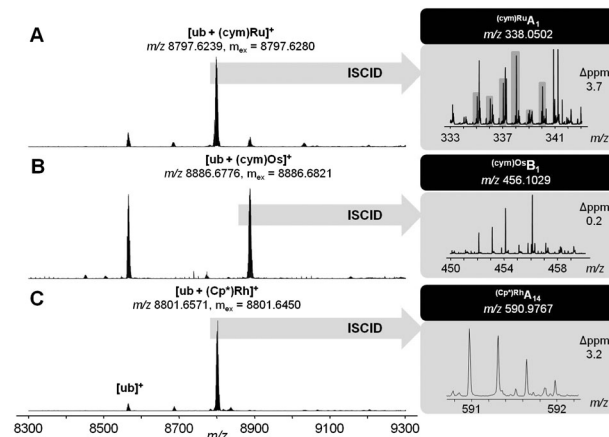 A
[ub + (cym)Ru]⁺
m/z 8797.6239, mₑₓ = 8797.6280
ISCID
⁽ᶜʸᵐ⁾ᴿᵘA₁
m/z 338.0502
Δppm
3.7
333 337 341
B
[ub + (cym)Os]⁺
m/z 8886.6776, mₑₓ = 8886.6821
ISCID
⁽ᶜʸᵐ⁾ᴼˢB₁
m/z 456.1029
Δppm
0.2
450 454 458
C
[ub + (Cp*)Rh]⁺
m/z 8801.6571, mₑₓ = 8801.6450
ISCID
⁽ᶜᵖ*⁾ᴿʰA₁₄
m/z 590.9767
Δppm
3.2
[ub]⁺
591 592 m/z
8300 8500 8700 8900 9100 9300
m/z